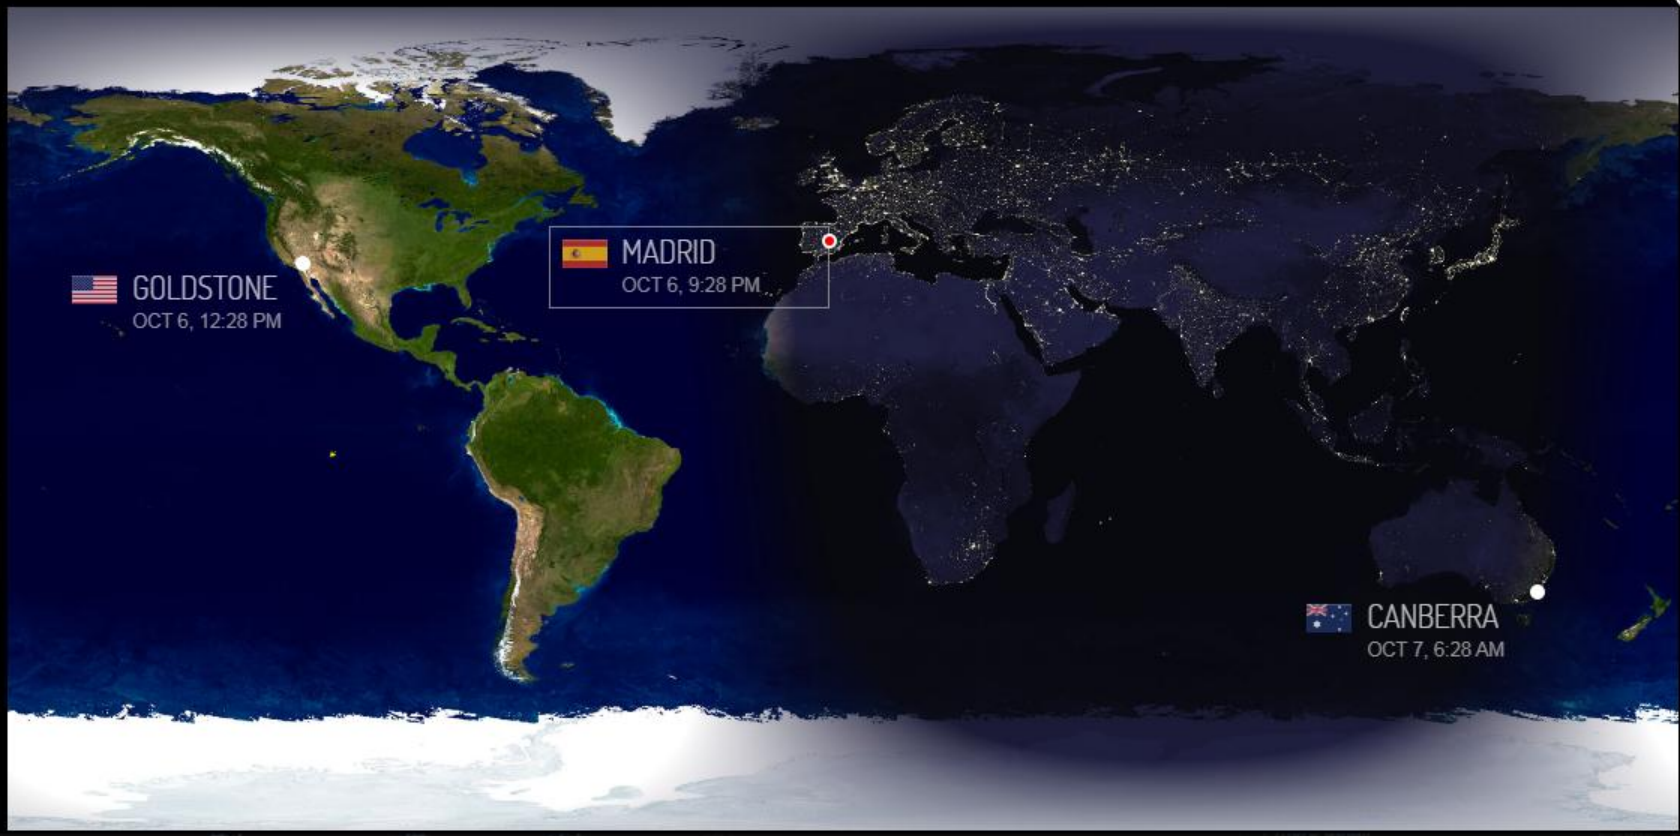 MADRID
OCT 6, 9:28 PM
GOLDSTONE
OCT 6, 12:28 PM
CANBERRA
OCT 7, 6:28 AM